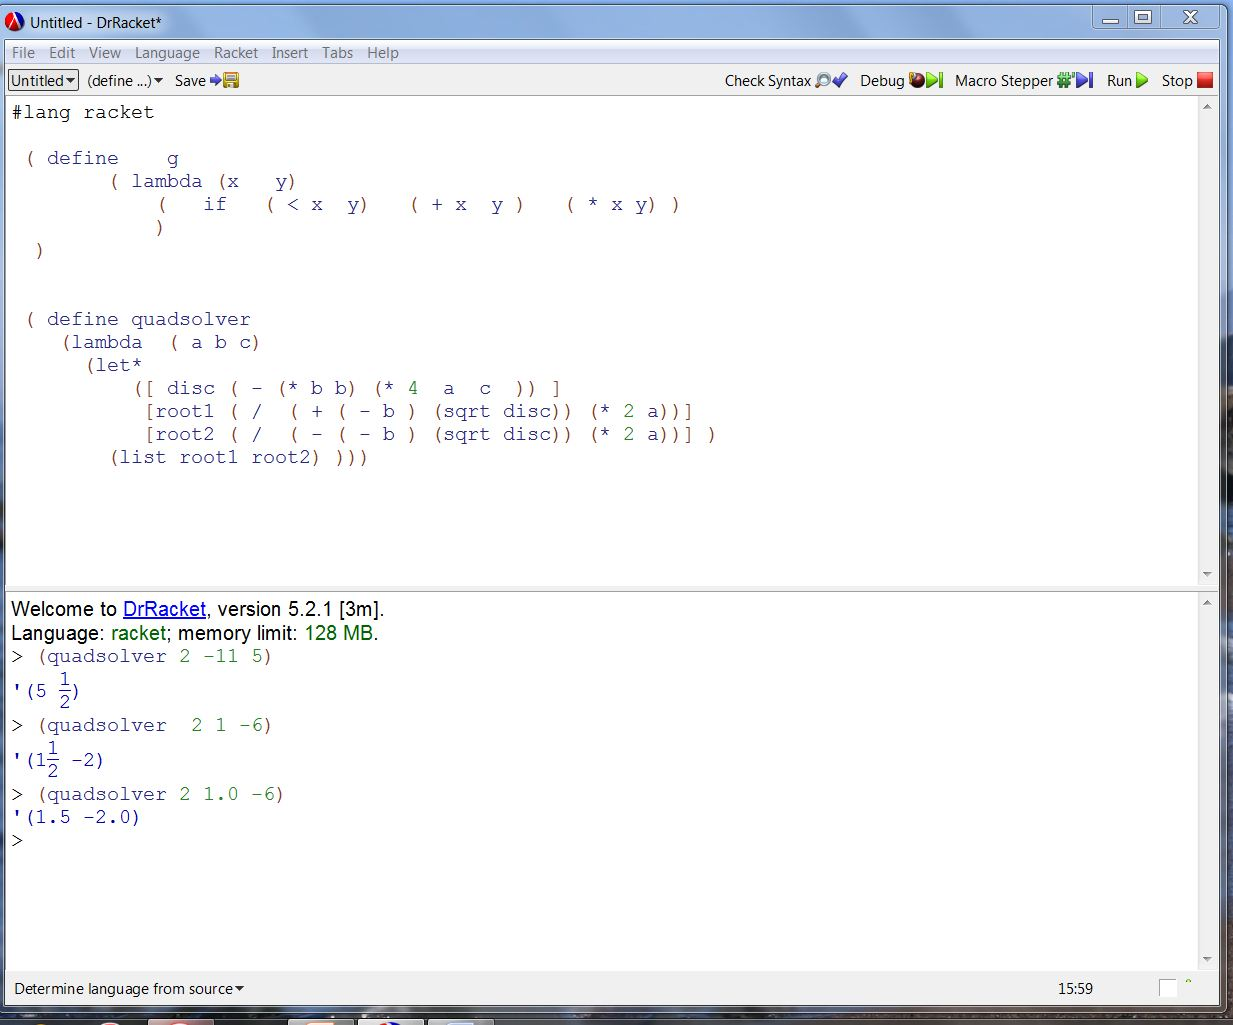 Untitled - DrRacket*
File Edit View Language Racket Insert Tabs Help
Untitled▾ (define ...)▾ Save Check Syntax Debug Macro Stepper Run Stop
#lang racket
( define    g
( lambda (x   y)
(   if   ( < x  y)   ( + x  y )   ( * x y) )
)
)
( define quadsolver
(lambda  ( a b c)
(let*
([ disc ( - (* b b) (* 4  a  c  )) ]
[root1 ( /  ( + ( - b ) (sqrt disc)) (* 2 a))]
[root2 ( /  ( - ( - b ) (sqrt disc)) (* 2 a))] )
(list root1 root2) )))
Welcome to DrRacket, version 5.2.1 [3m].
Language: racket; memory limit: 128 MB.
> (quadsolver 2 -11 5)
'(5 1/2)
> (quadsolver  2 1 -6)
'(1 1/2 -2)
> (quadsolver 2 1.0 -6)
'(1.5 -2.0)
>
Determine language from source▾ 15:59